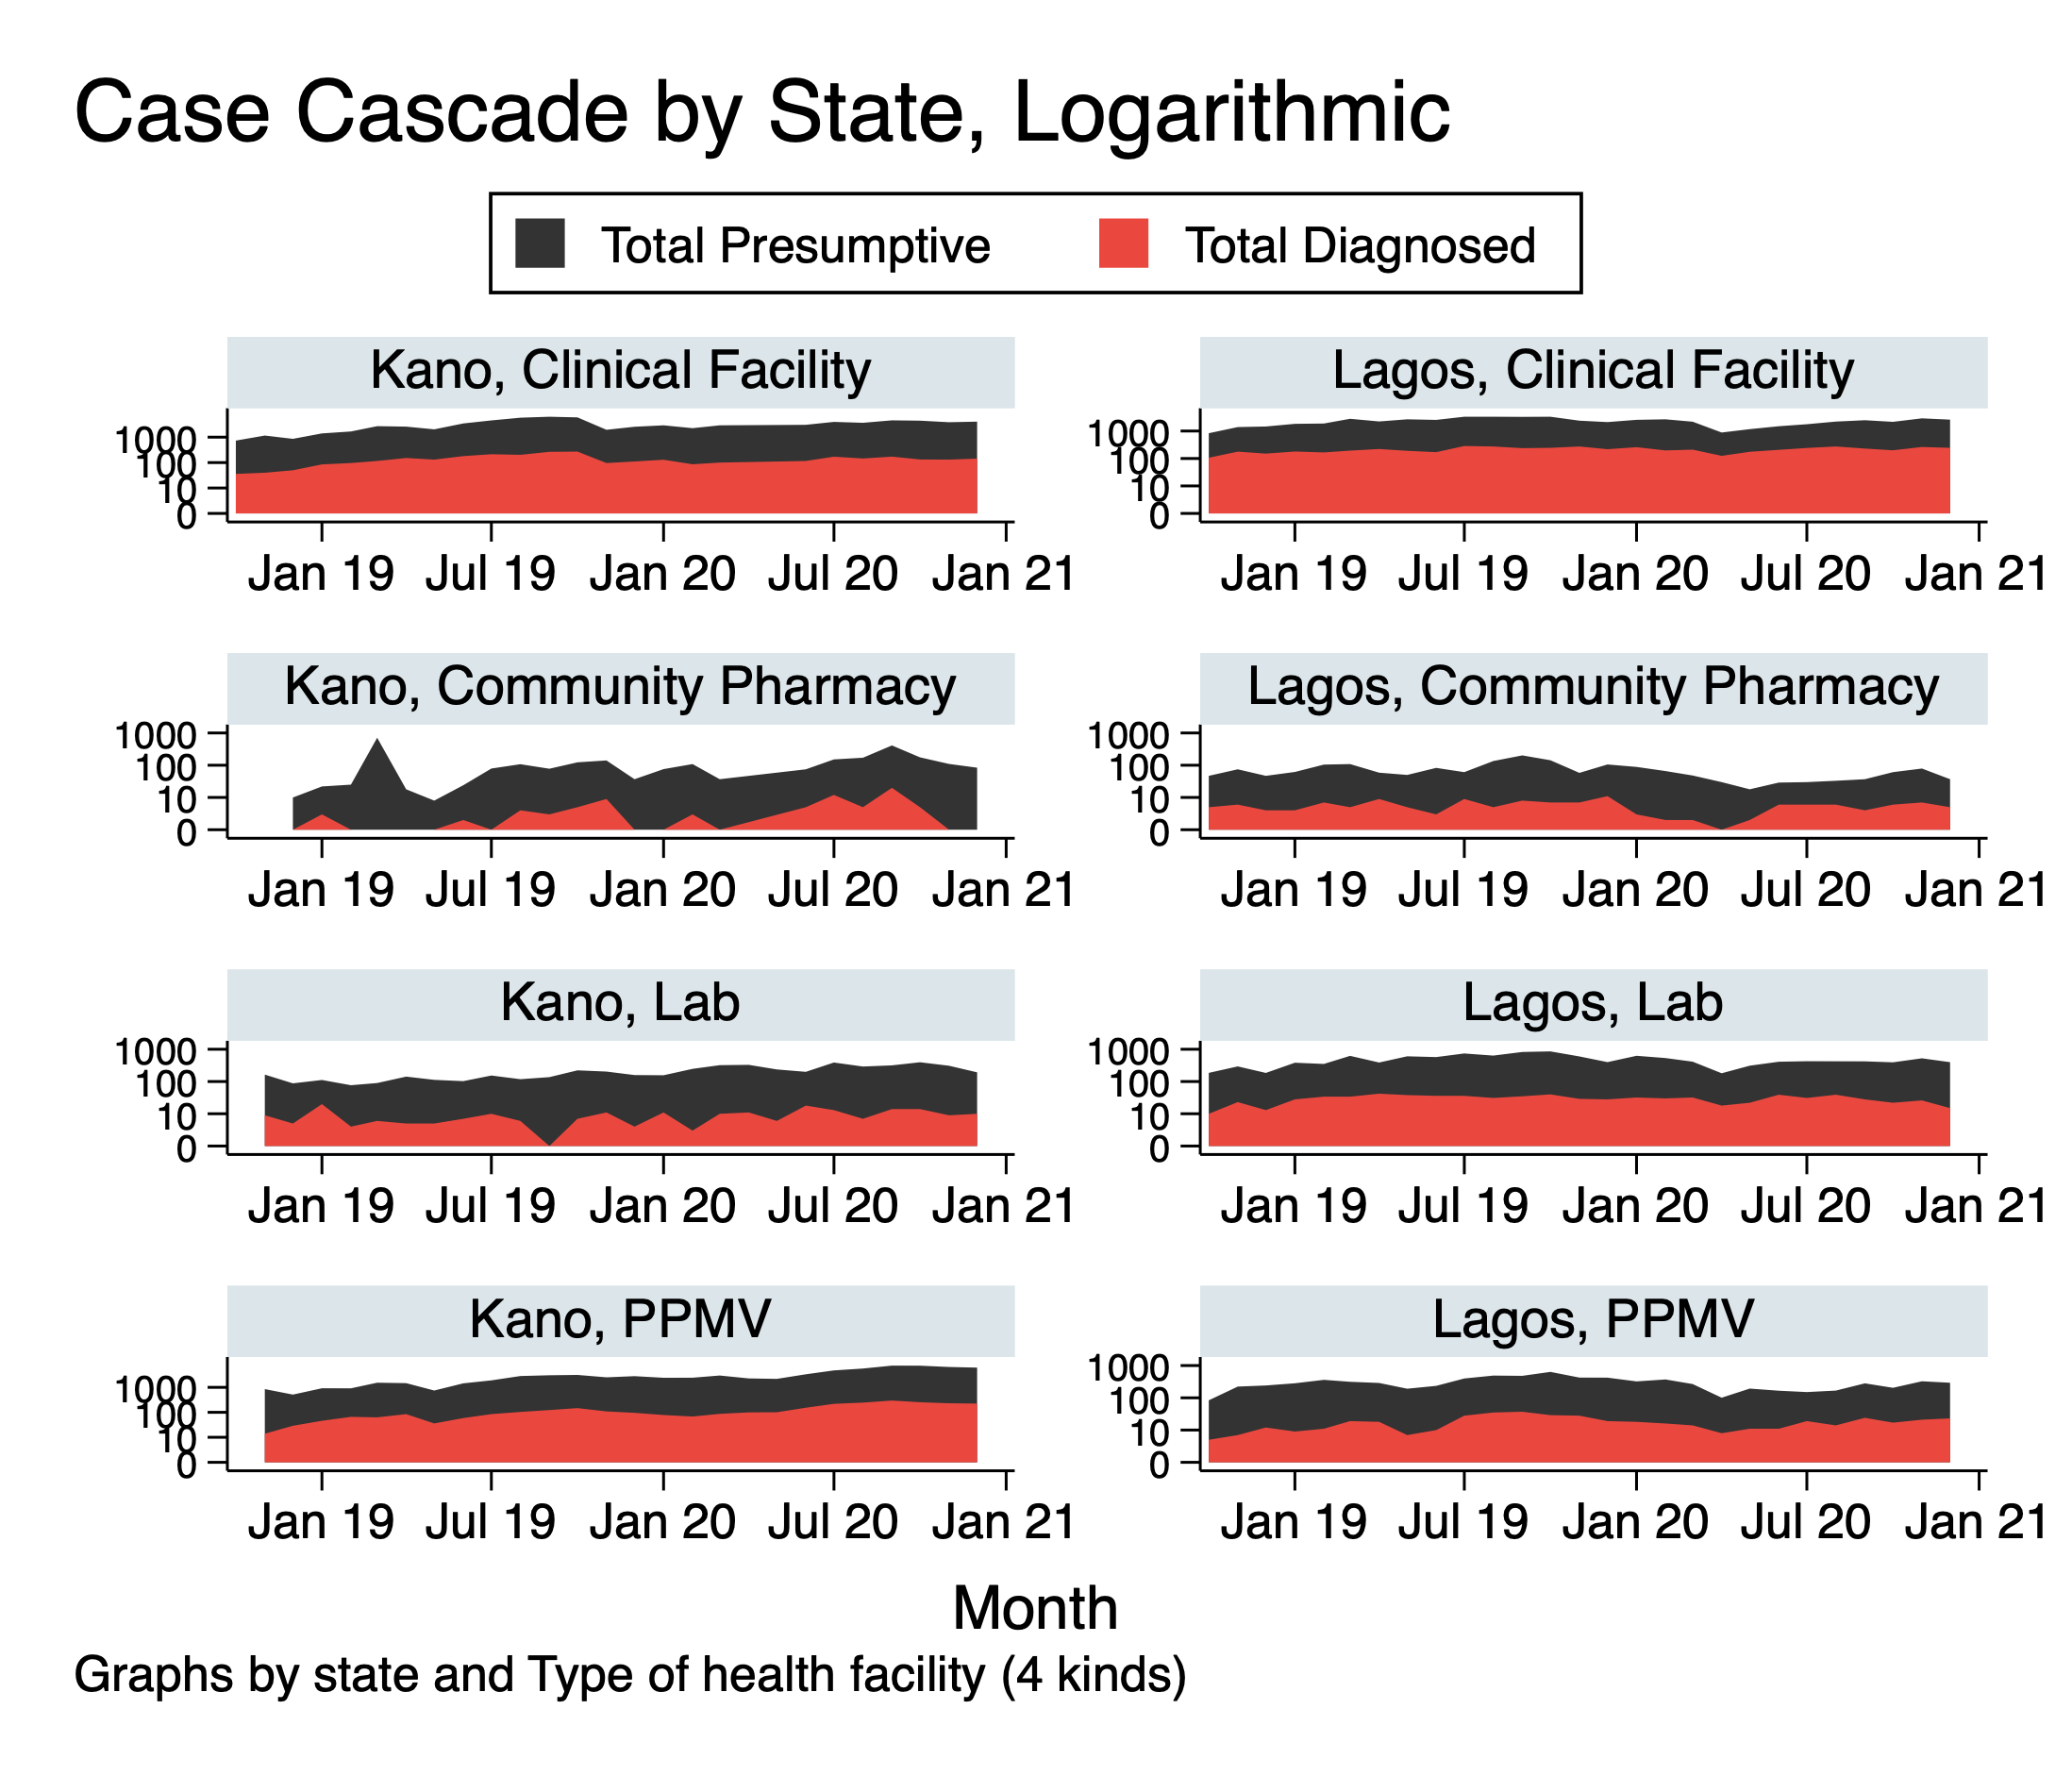 Case Cascade by State, Logarithmic
Total Presumptive Total Diagnosed
Kano, Clinical Facility
1000
100
10
0
Jan 19 Jul 19 Jan 20 Jul 20 Jan 21
Lagos, Clinical Facility
1000
100
10
0
Jan 19 Jul 19 Jan 20 Jul 20 Jan 21
Kano, Community Pharmacy
1000
100
10
0
Jan 19 Jul 19 Jan 20 Jul 20 Jan 21
Lagos, Community Pharmacy
1000
100
10
0
Jan 19 Jul 19 Jan 20 Jul 20 Jan 21
Kano, Lab
1000
100
10
0
Jan 19 Jul 19 Jan 20 Jul 20 Jan 21
Lagos, Lab
1000
100
10
0
Jan 19 Jul 19 Jan 20 Jul 20 Jan 21
Kano, PPMV
1000
100
10
0
Jan 19 Jul 19 Jan 20 Jul 20 Jan 21
Lagos, PPMV
1000
100
10
0
Jan 19 Jul 19 Jan 20 Jul 20 Jan 21
Month
Graphs by state and Type of health facility (4 kinds)